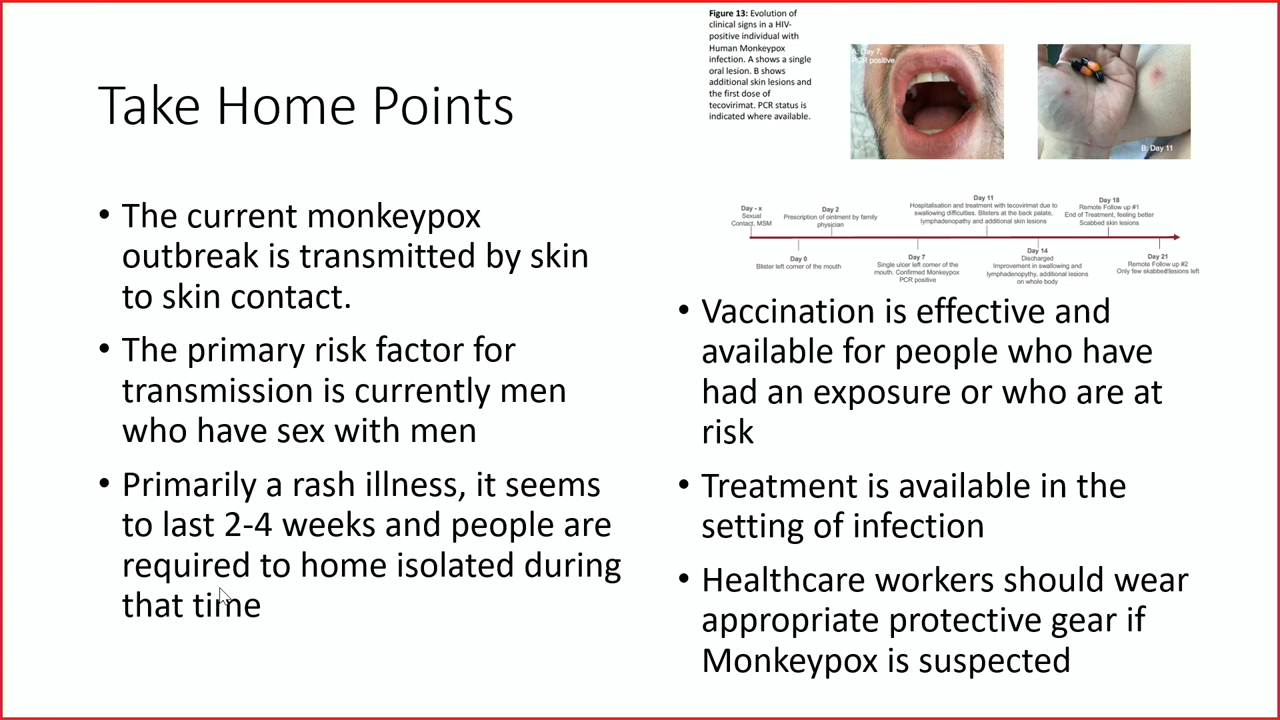 Take Home Points
• The current monkeypox
outbreak is transmitted by skin
to skin contact.
• The primary risk factor for
transmission is currently men
who have sex with men
• Primarily a rash illness, it seems
to last 2-4 weeks and people are
required to home isolated during
that time
Figure 13: Evolution of
clinical signs in a HIV-
positive individual with
Human Monkeypox
infection. A shows a single
oral lesion. B shows
additional skin lesions and
the first dose of
tecovirimat. PCR status is
indicated where available.
A: Day 7,
PCR positive
B: Day 11
Day - x
Sexual
Contact, MSM
Day 2
Prescription of ointment by family
physician
Day 11
Hospitalisation and treatment with tecovirimat due to
swallowing difficulties. Blisters at the back palate,
lymphadenopathy and additional skin lesions
Day 18
Remote Follow up #1
End of Treatment, feeling better
Scabbed skin lesions
Day 0
Blister left corner of the mouth
Day 7
Single ulcer left corner of the
mouth. Confirmed Monkeypox
PCR positive
Day 14
Discharged
Improvement in swallowing and
lymphadenopythy, additional lesions
on whole body
Day 21
Remote Follow up #2
Only few skabbed lesions left
• Vaccination is effective and
available for people who have
had an exposure or who are at
risk
• Treatment is available in the
setting of infection
• Healthcare workers should wear
appropriate protective gear if
Monkeypox is suspected